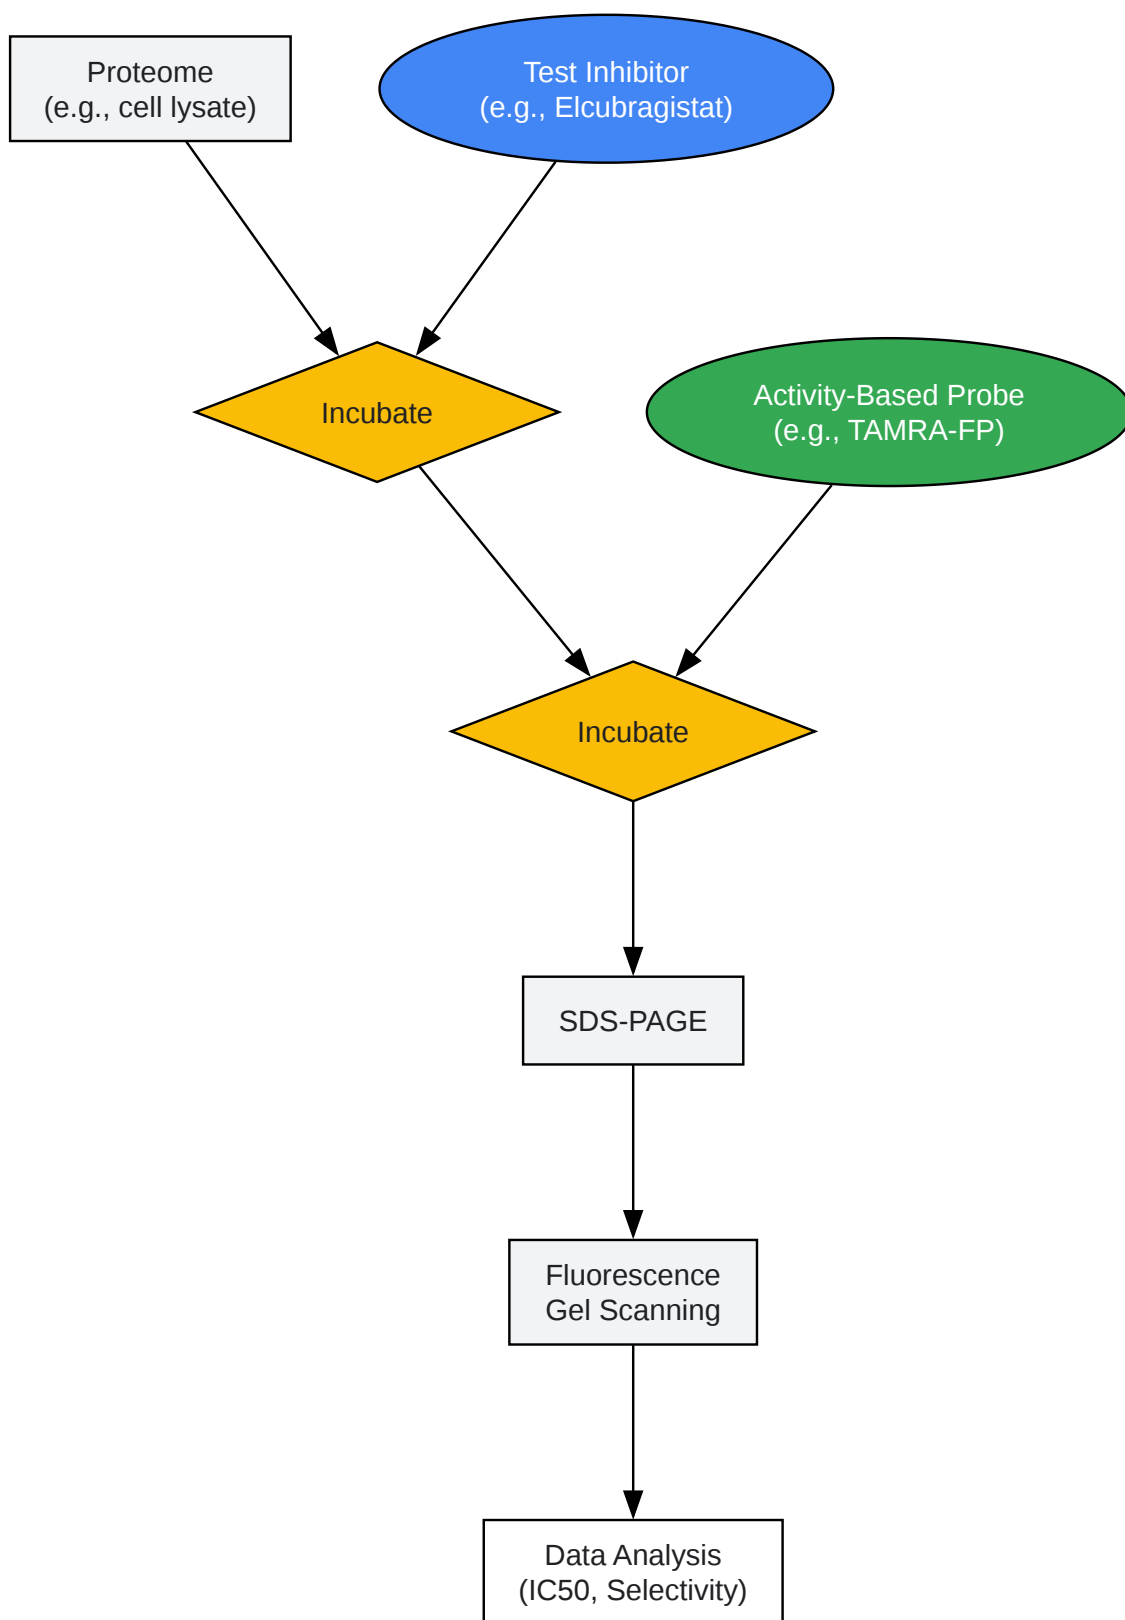 Proteome
(e.g., cell lysate)
Test Inhibitor
(e.g., Elcubragistat)
Incubate
Activity-Based Probe
(e.g., TAMRA-FP)
Incubate
SDS-PAGE
Fluorescence
Gel Scanning
Data Analysis
(IC50, Selectivity)